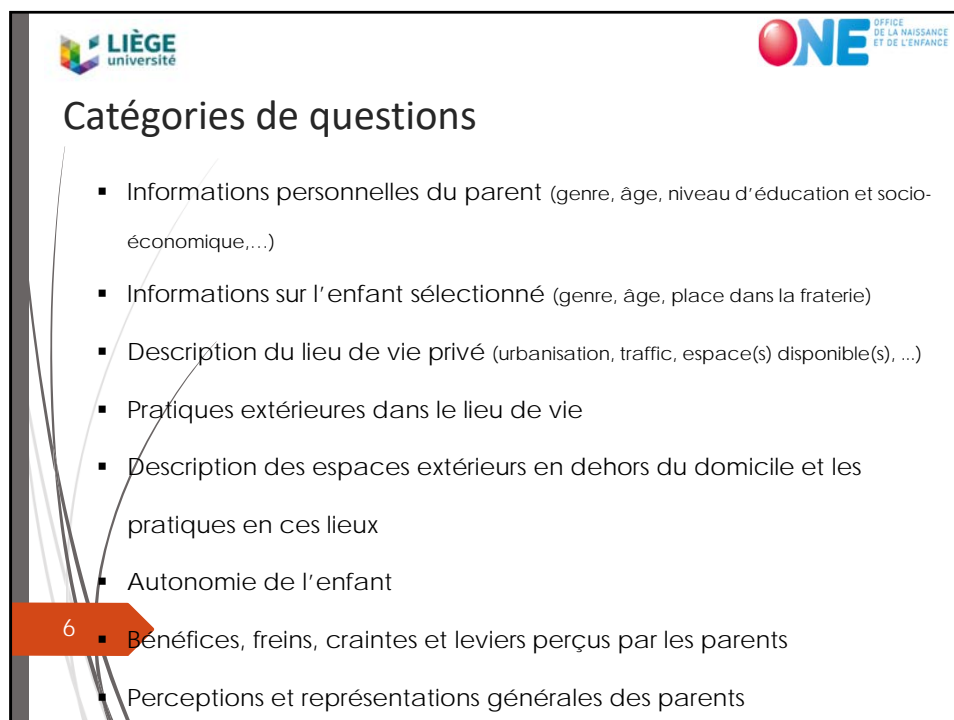 LIÈGE
université
ONE
OFFICE
DE LA NAISSANCE
ET DE L'ENFANCE
Catégories de questions
▪ Informations personnelles du parent (genre, âge, niveau d'éducation et socio-
économique,...)
▪ Informations sur l'enfant sélectionné (genre, âge, place dans la fraterie)
▪ Description du lieu de vie privé (urbanisation, traffic, espace(s) disponible(s), ...)
▪ Pratiques extérieures dans le lieu de vie
▪ Description des espaces extérieurs en dehors du domicile et les
pratiques en ces lieux
▪ Autonomie de l'enfant
6
▪ Bénéfices, freins, craintes et leviers perçus par les parents
▪ Perceptions et représentations générales des parents